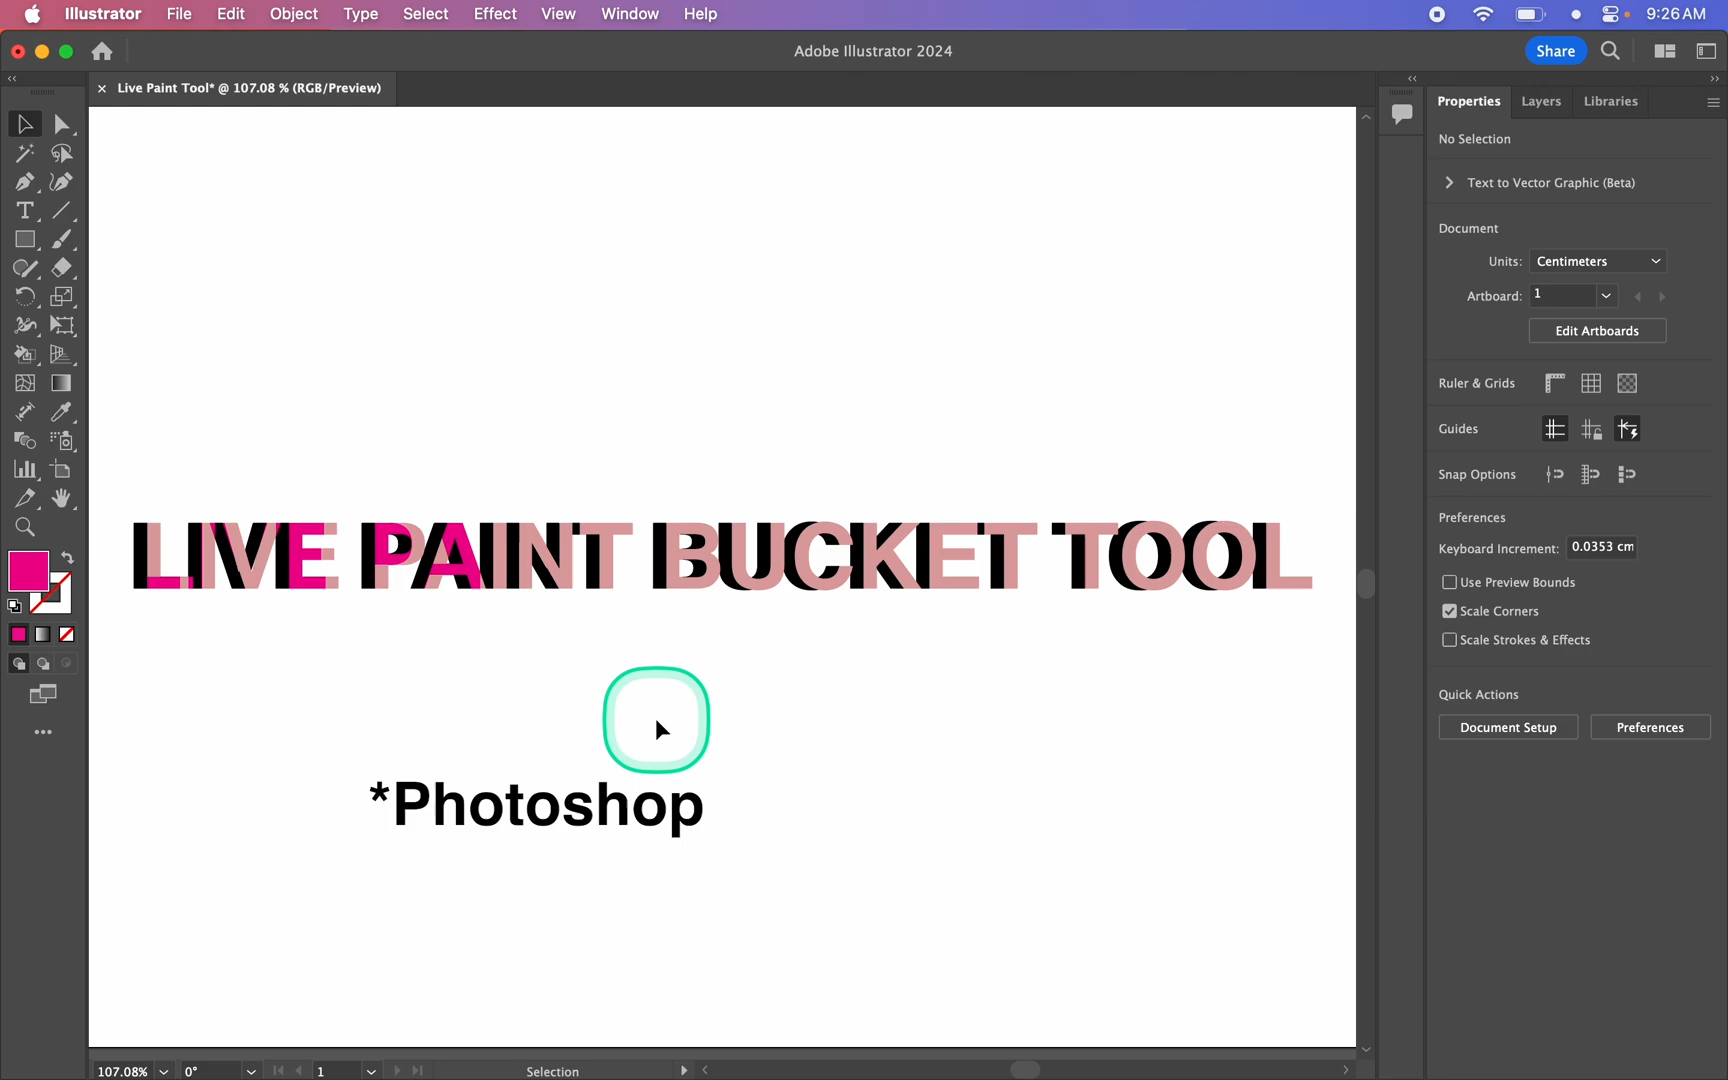 Illustrator File Edit Object Type Select Effect View Window Help 9:26 AM
Adobe Illustrator 2024 Share
Live Paint Tool* @ 107.08 % (RGB/Preview)
Properties Layers Libraries
No Selection
Text to Vector Graphic (Beta)
Document
Units: Centimeters
Artboard: 1
Edit Artboards
Ruler & Grids
Guides
Snap Options
Preferences
Keyboard Increment: 0.0353 cm
Use Preview Bounds
Scale Corners
Scale Strokes & Effects
Quick Actions
Document Setup Preferences
LIVE PAINT BUCKET TOOL
*Photoshop
107.08% 0° 1 Selection